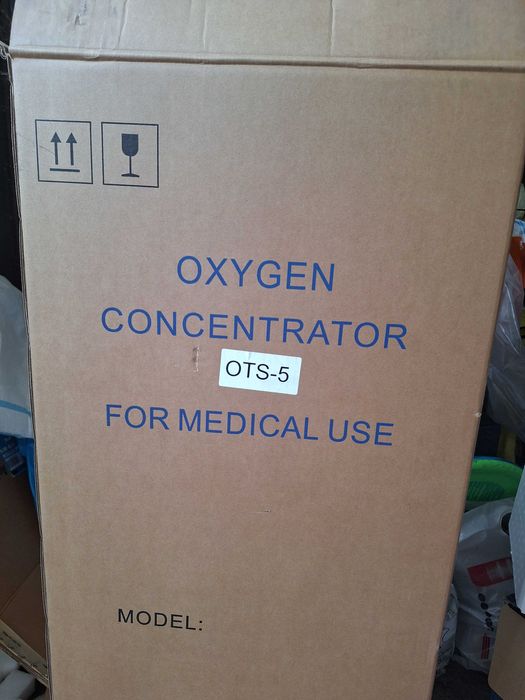 OXYGEN
CONCENTRATOR
OTS-5
FOR MEDICAL USE
MODEL: